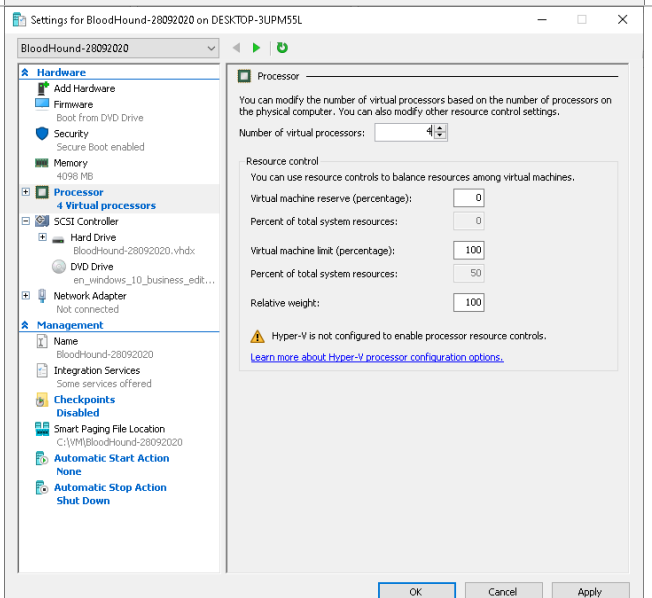 Settings for BloodHound-28092020 on DESKTOP-3UPM55L
BloodHound-28092020
Hardware
Add Hardware
Firmware
Boot from DVD Drive
Security
Secure Boot enabled
Memory
4098 MB
Processor
4 Virtual processors
SCSI Controller
Hard Drive
BloodHound-28092020.vhdx
DVD Drive
en_windows_10_business_edit...
Network Adapter
Not connected
Management
Name
BloodHound-28092020
Integration Services
Some services offered
Checkpoints
Disabled
Smart Paging File Location
C:\VM\BloodHound-28092020
Automatic Start Action
None
Automatic Stop Action
Shut Down
Processor
You can modify the number of virtual processors based on the number of processors on
the physical computer. You can also modify other resource control settings.
Number of virtual processors: 4
Resource control
You can use resource controls to balance resources among virtual machines.
Virtual machine reserve (percentage): 0
Percent of total system resources: 0
Virtual machine limit (percentage): 100
Percent of total system resources: 50
Relative weight: 100
Hyper-V is not configured to enable processor resource controls.
Learn more about Hyper-V processor configuration options.
OK Cancel Apply